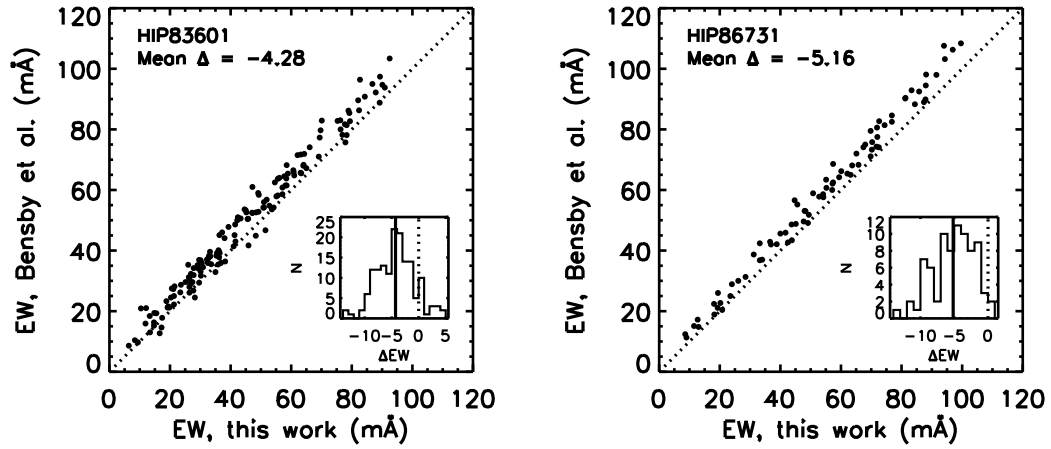 HIP83601
Mean Δ = −4.28
EW, Bensby et al. (mÅ)
120
100
80
60
40
20
0
0 20 40 60 80 100 120
EW, this work (mÅ)
N
25
20
15
10
5
0
−10 −5 0 5
ΔEW
HIP86731
Mean Δ = −5.16
EW, Bensby et al. (mÅ)
120
100
80
60
40
20
0
0 20 40 60 80 100 120
EW, this work (mÅ)
N
12
10
8
6
4
2
0
−10 −5 0
ΔEW